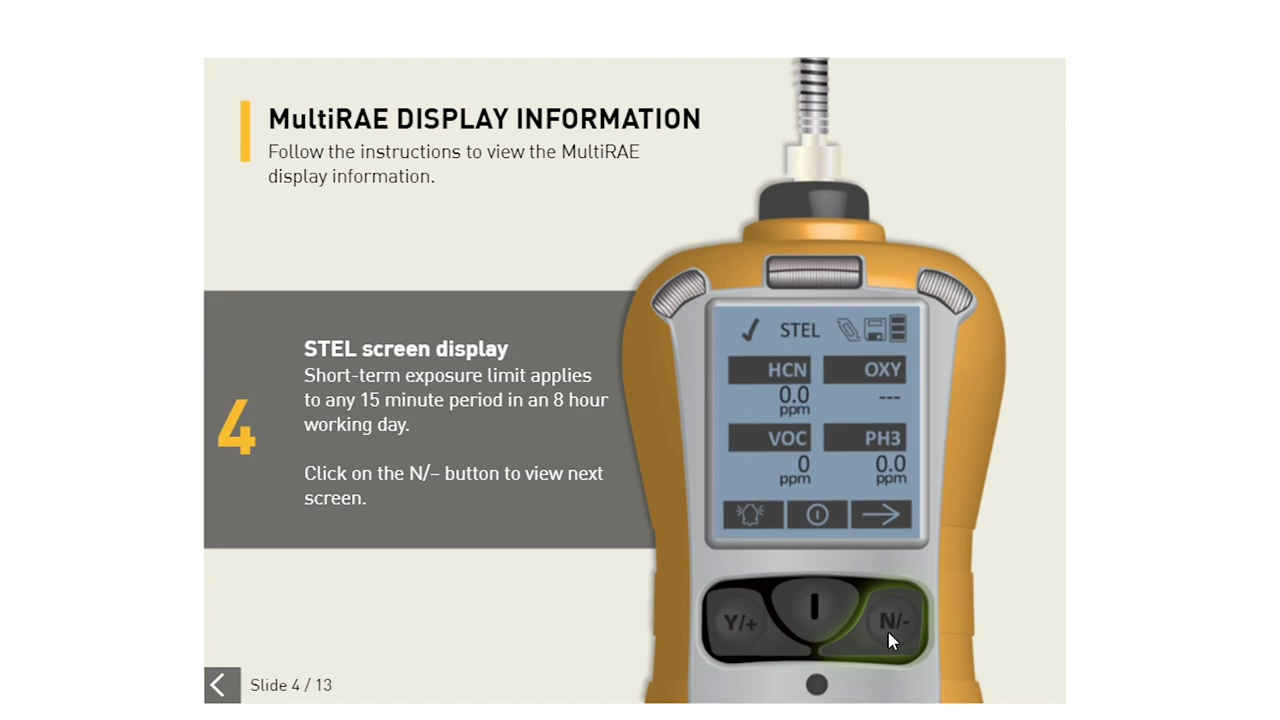 MultiRAE DISPLAY INFORMATION
Follow the instructions to view the MultiRAE
display information.
4
STEL screen display
Short-term exposure limit applies
to any 15 minute period in an 8 hour
working day.
Click on the N/– button to view next
screen.
STEL
HCN OXY
0.0 ---
ppm
VOC PH3
0 0.0
ppm ppm
Y/+ N/-
Slide 4 / 13